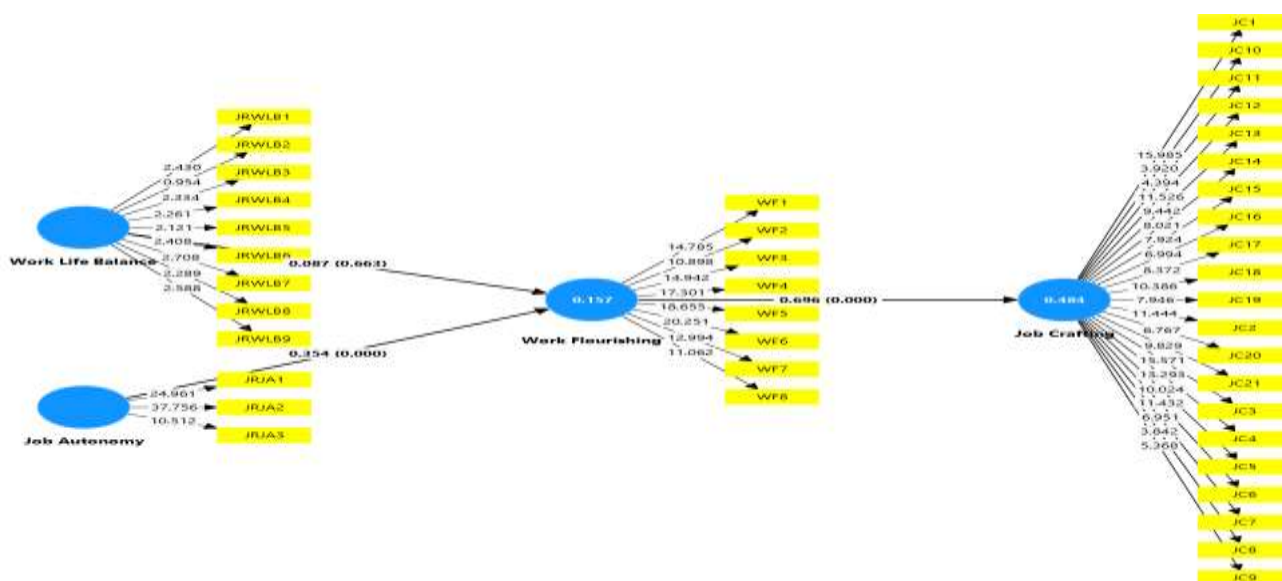 JRWLB1
JRWLB2
JRWLB3
JRWLB4
JRWLB5
JRWLB6
JRWLB7
JRWLB8
JRWLB9
2.430
0.954
2.334
2.261
2.121
2.408
2.708
2.289
2.588
Work Life Balance
0.087 (0.663)
0.354 (0.000)
JRJA1
JRJA2
JRJA3
24.961
37.756
10.512
Job Autonomy
0.157
Work Flourishing
WF1
WF2
WF3
WF4
WF5
WF6
WF7
WF8
14.785
10.898
14.942
17.301
18.655
20.251
12.994
11.062
0.696 (0.000)
0.484
Job Crafting
15.985
3.920
4.394
11.526
9.442
8.021
7.924
6.994
8.372
10.386
7.946
11.444
8.767
9.829
15.571
13.293
10.024
11.432
6.951
3.842
5.368
JC1
JC10
JC11
JC12
JC13
JC14
JC15
JC16
JC17
JC18
JC19
JC2
JC20
JC21
JC3
JC4
JC5
JC6
JC7
JC8
JC9